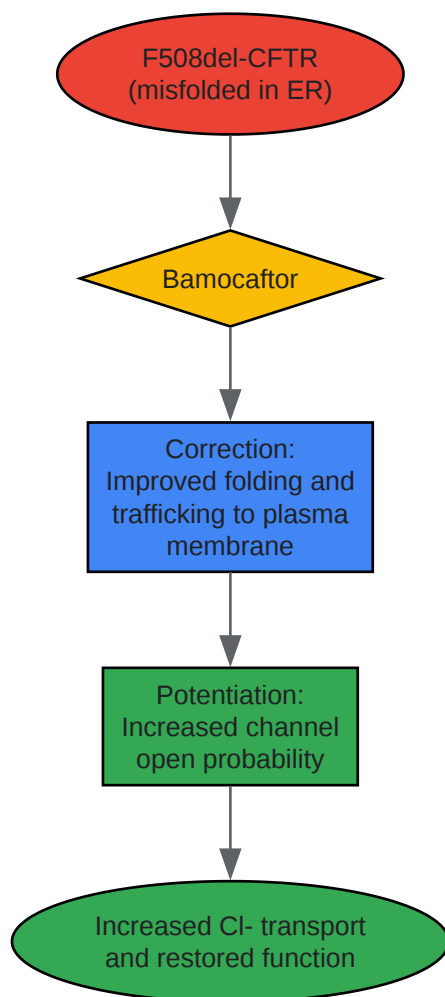 F508del-CFTR
(misfolded in ER)
Bamocaftor
Correction:
Improved folding and
trafficking to plasma
membrane
Potentiation:
Increased channel
open probability
Increased Cl- transport
and restored function